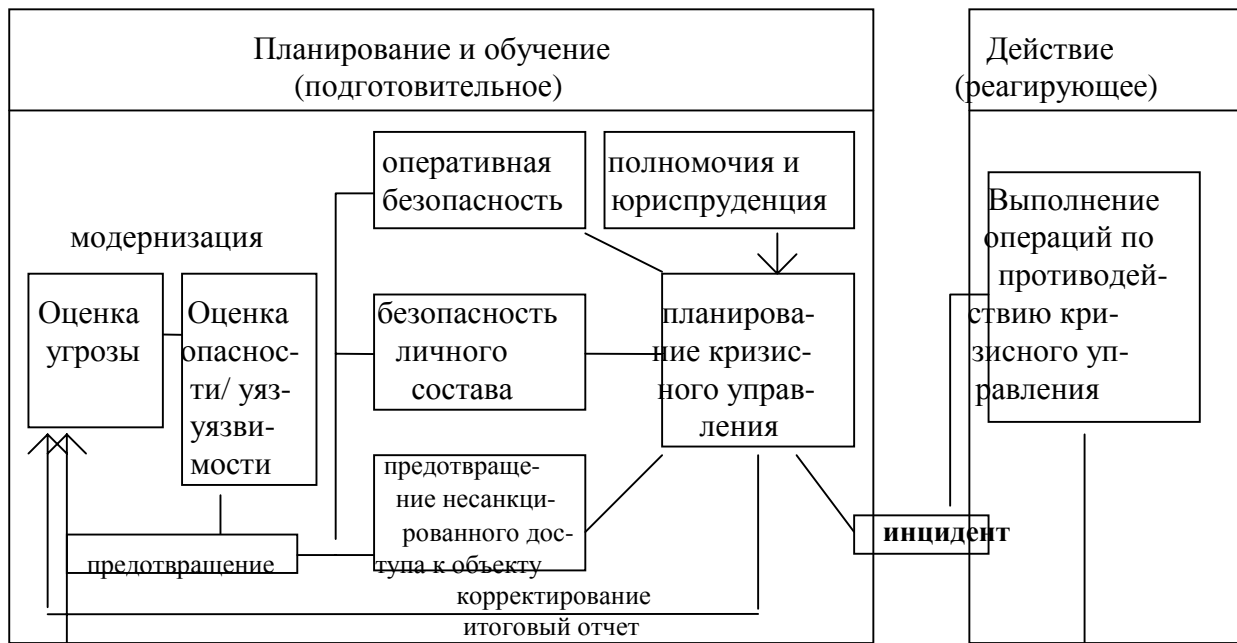 Планирование и обучение
(подготовительное)
Действие
(реагирующее)
оперативная
безопасность
полномочия и
юриспруденция
модернизация
Оценка
угрозы
Оценка
опаснос-
ти/ уяз-
уязви-
мости
безопасность
личного
состава
планирова-
ние кризис-
ного управ-
ления
Выполнение
операций по
противодей-
ствию кри-
зисного уп-
равления
предотвраще-
ние несанкци-
рованного дос-
тупа к объекту
инцидент
предотвращение
корректирование
итоговый отчет